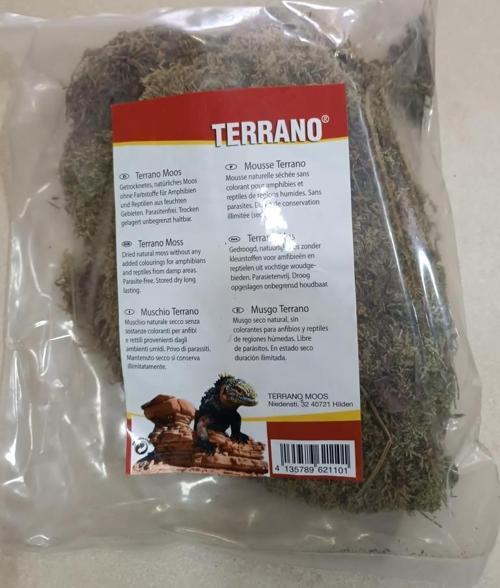 TERRANO®
D Terrano Moos
Getrocknetes, natürliches Moos
ohne Farbstoffe für Amphibien
und Reptilien aus feuchten
Gebieten. Parasitenfrei. Trocken
gelagert unbegrenzt haltbar.
Terrano Moss
Dried natural moss without any
added colourings for amphibians
and reptiles from damp areas.
Parasite-free. Stored dry long
lasting.
I Muschio Terrano
Muschio naturale secco senza
sostanze coloranti per anfibi
e rettili provenienti dagli
ambienti umidi. Privo di parassiti.
Mantenuto secco si conserva
illimitatamente.
F Mousse Terrano
Mousse naturelle séchée sans
colorant pour amphibies et
reptiles de régions humides. Sans
parasites. de conservation
illimitée
Gedroogd, natuurlijk zonder
kleurstoffen voor amfibieën en
reptielen uit vochtige woudge-
bieden. Parasietenvrij. Droog
opgeslagen onbegrensd houdbaar.
E Musgo Terrano
Musgo seco natural, sin
colorantes para anfibios y reptiles
de regiones húmedas. Libre
de parásitos. En estado seco
duración ilimitada.
TERRANO MOOS
Niedenstr. 32 40721 Hilden
4 135789 621101